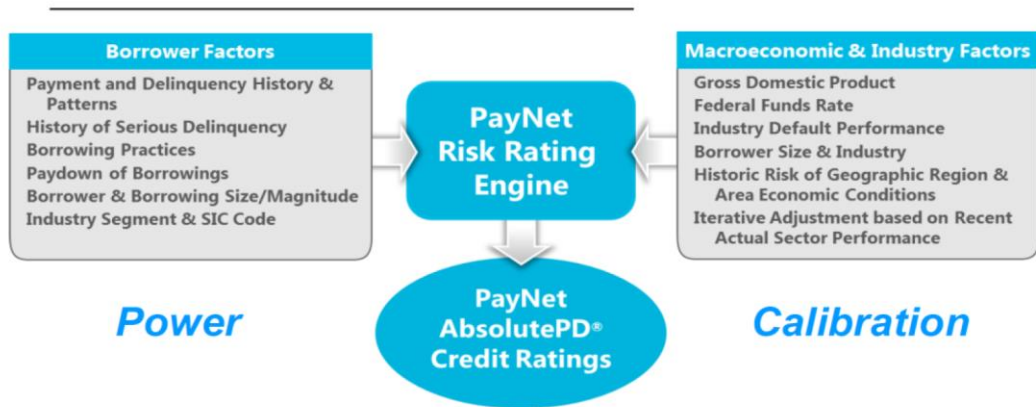 Borrower Factors
Payment and Delinquency History &
Patterns
History of Serious Delinquency
Borrowing Practices
Paydown of Borrowings
Borrower & Borrowing Size/Magnitude
Industry Segment & SIC Code
Power
PayNet
Risk Rating
Engine
PayNet
AbsolutePD®
Credit Ratings
Macroeconomic & Industry Factors
Gross Domestic Product
Federal Funds Rate
Industry Default Performance
Borrower Size & Industry
Historic Risk of Geographic Region &
Area Economic Conditions
Iterative Adjustment based on Recent
Actual Sector Performance
Calibration